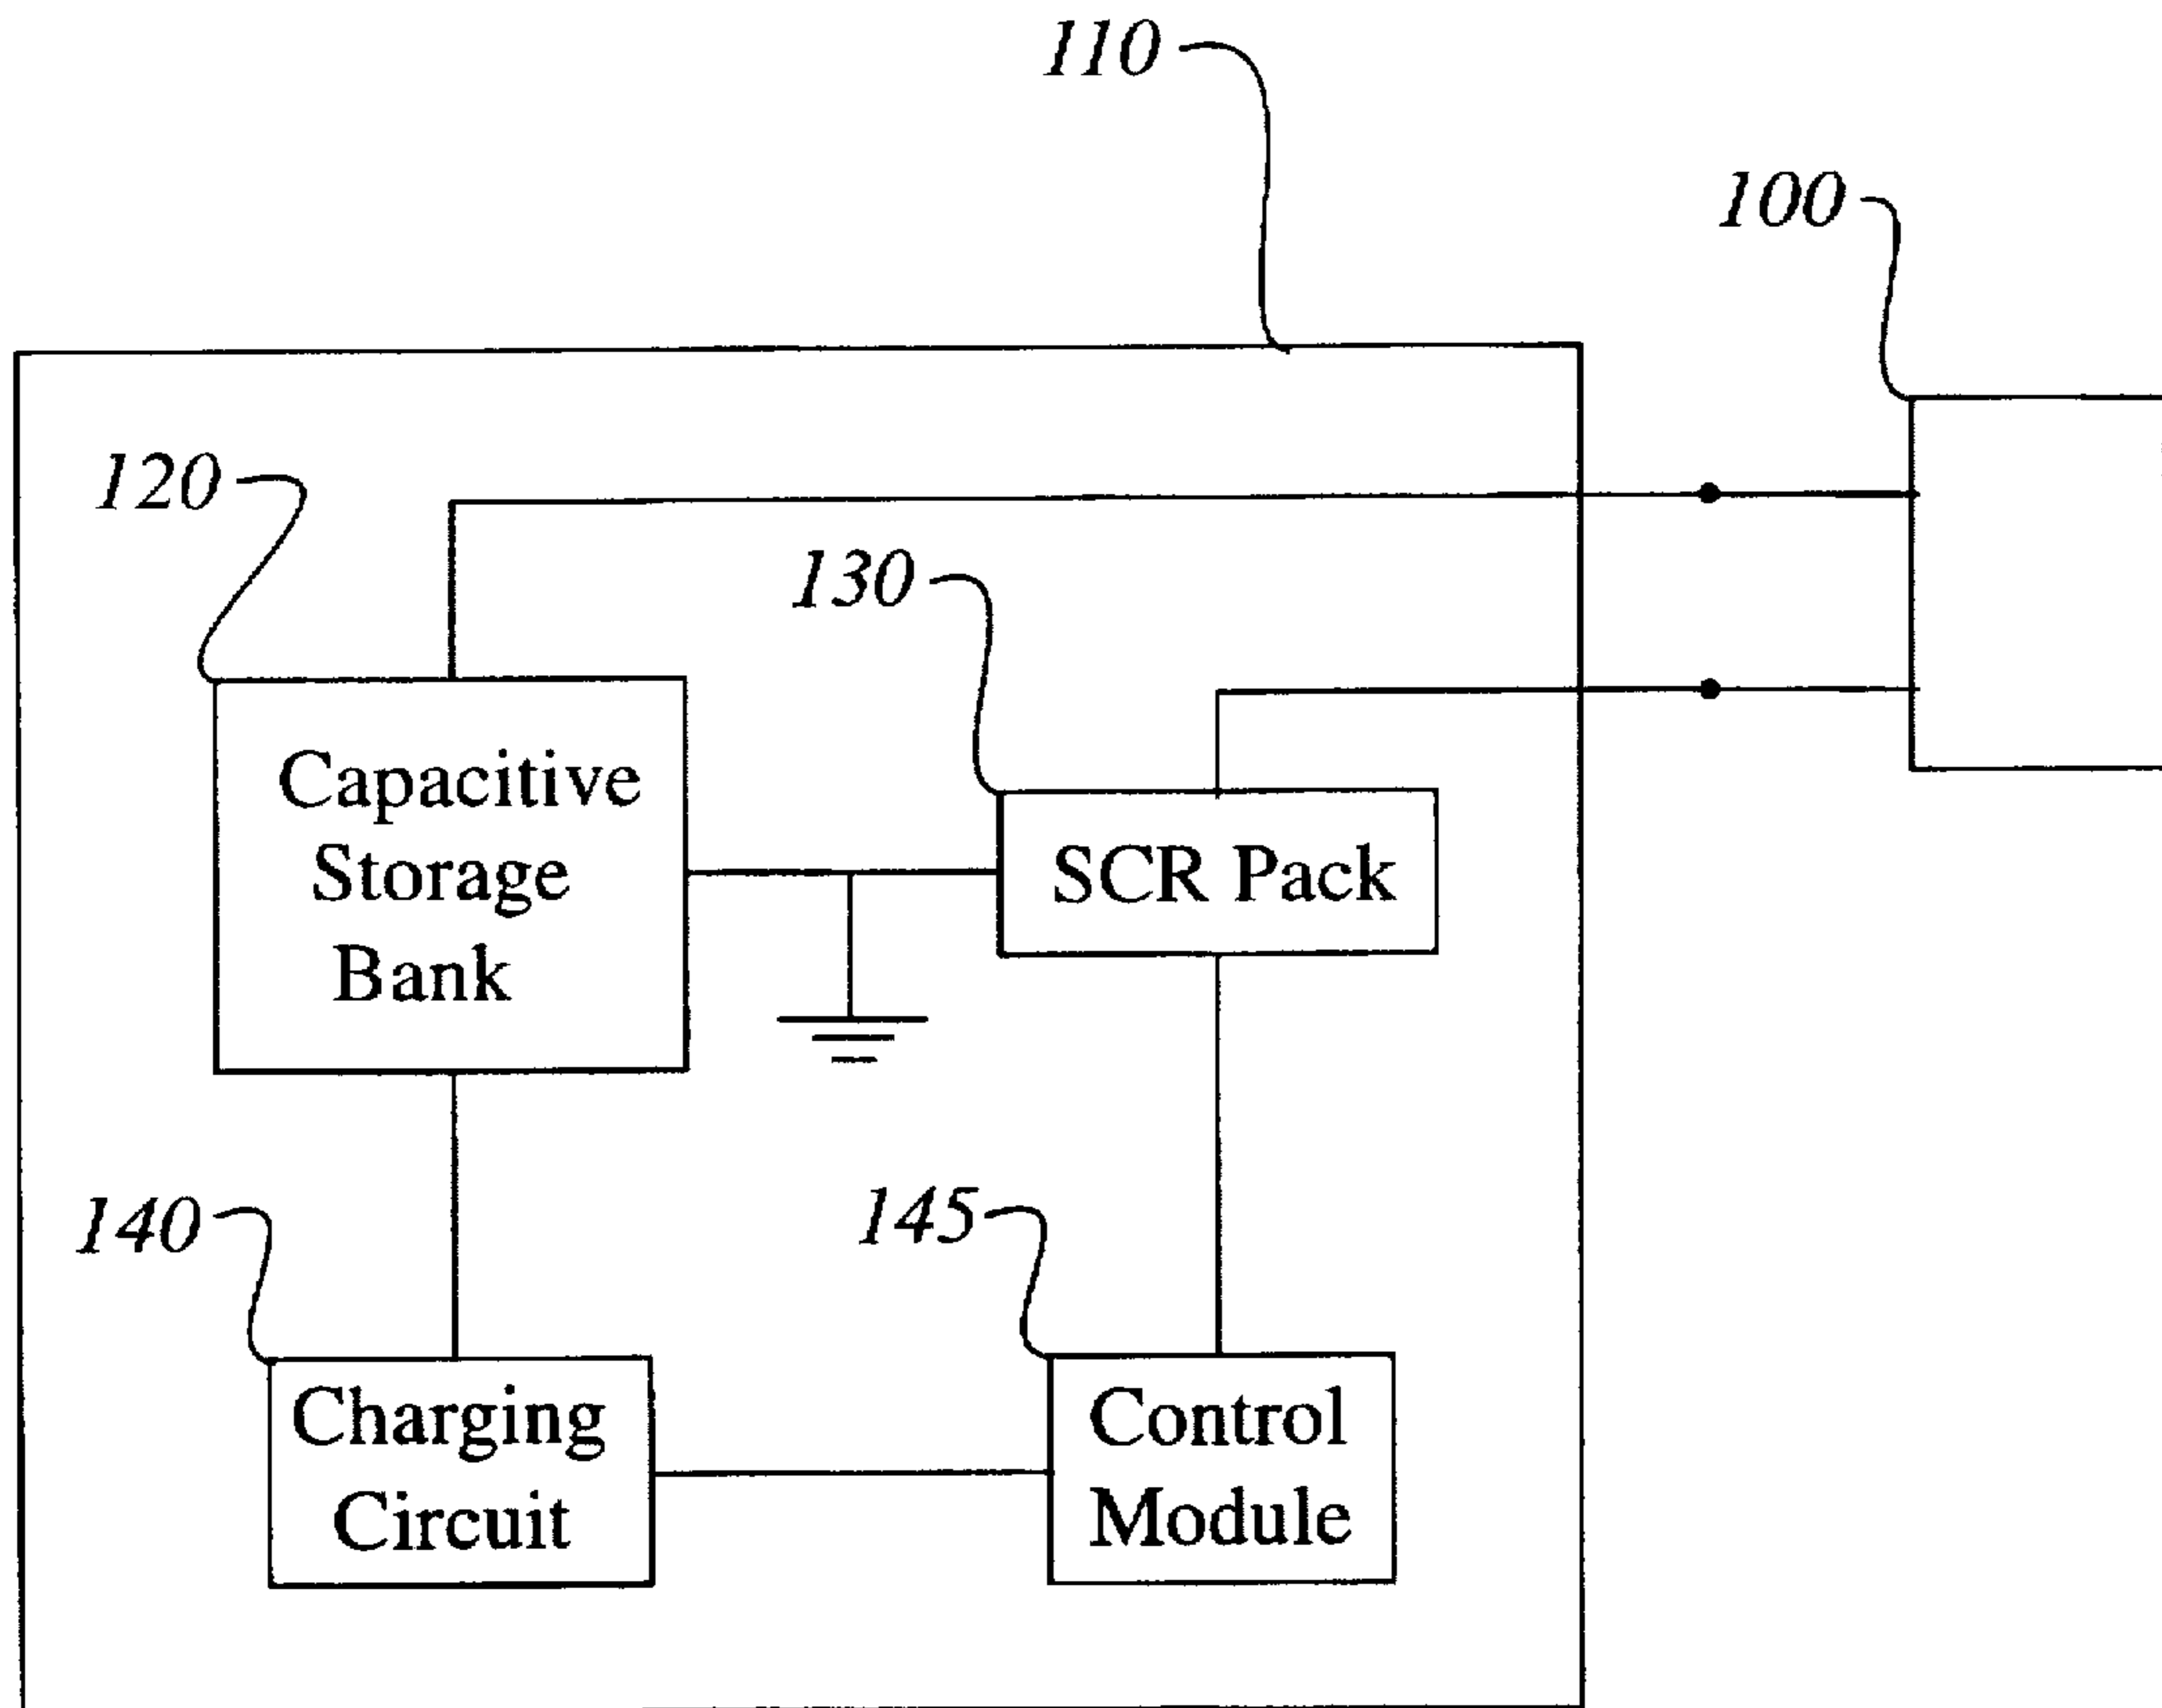 110
100
120
130
Capacitive
Storage
Bank
SCR Pack
140
145
Charging
Circuit
Control
Module